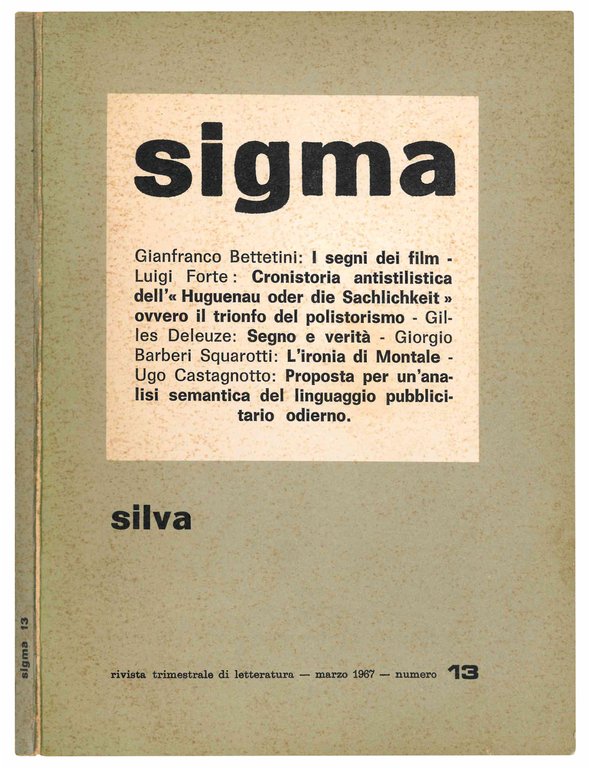 sigma
Gianfranco Bettetini: I segni dei film -
Luigi Forte : Cronistoria antistilistica
dell'« Huguenau oder die Sachlichkeit »
ovvero il trionfo del polistorismo - Gil-
les Deleuze: Segno e verità - Giorgio
Barberi Squarotti: L'ironia di Montale -
Ugo Castagnotto: Proposta per un'ana-
lisi semantica del linguaggio pubblici-
tario odierno.
silva
rivista trimestrale di letteratura — marzo 1967 — numero 13
sigma 13